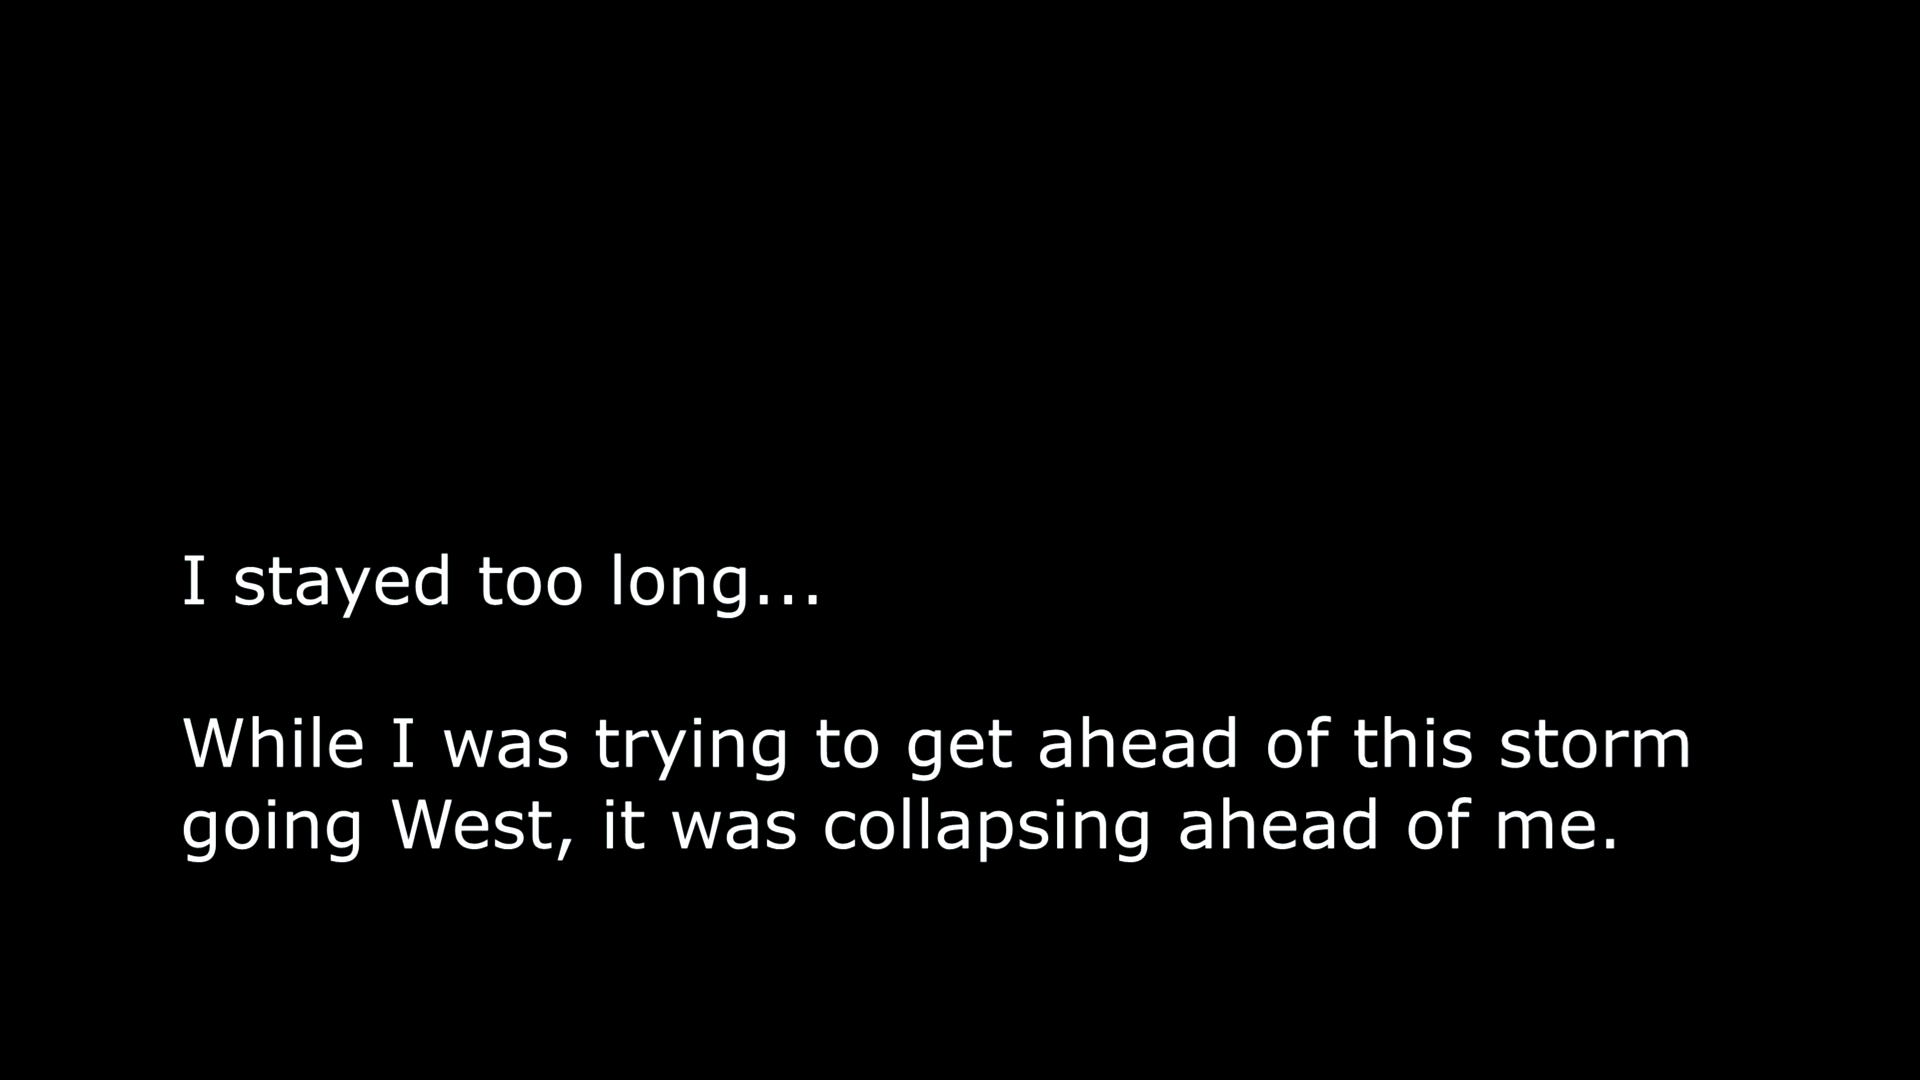 I stayed too long...
While I was trying to get ahead of this storm
going West, it was collapsing ahead of me.